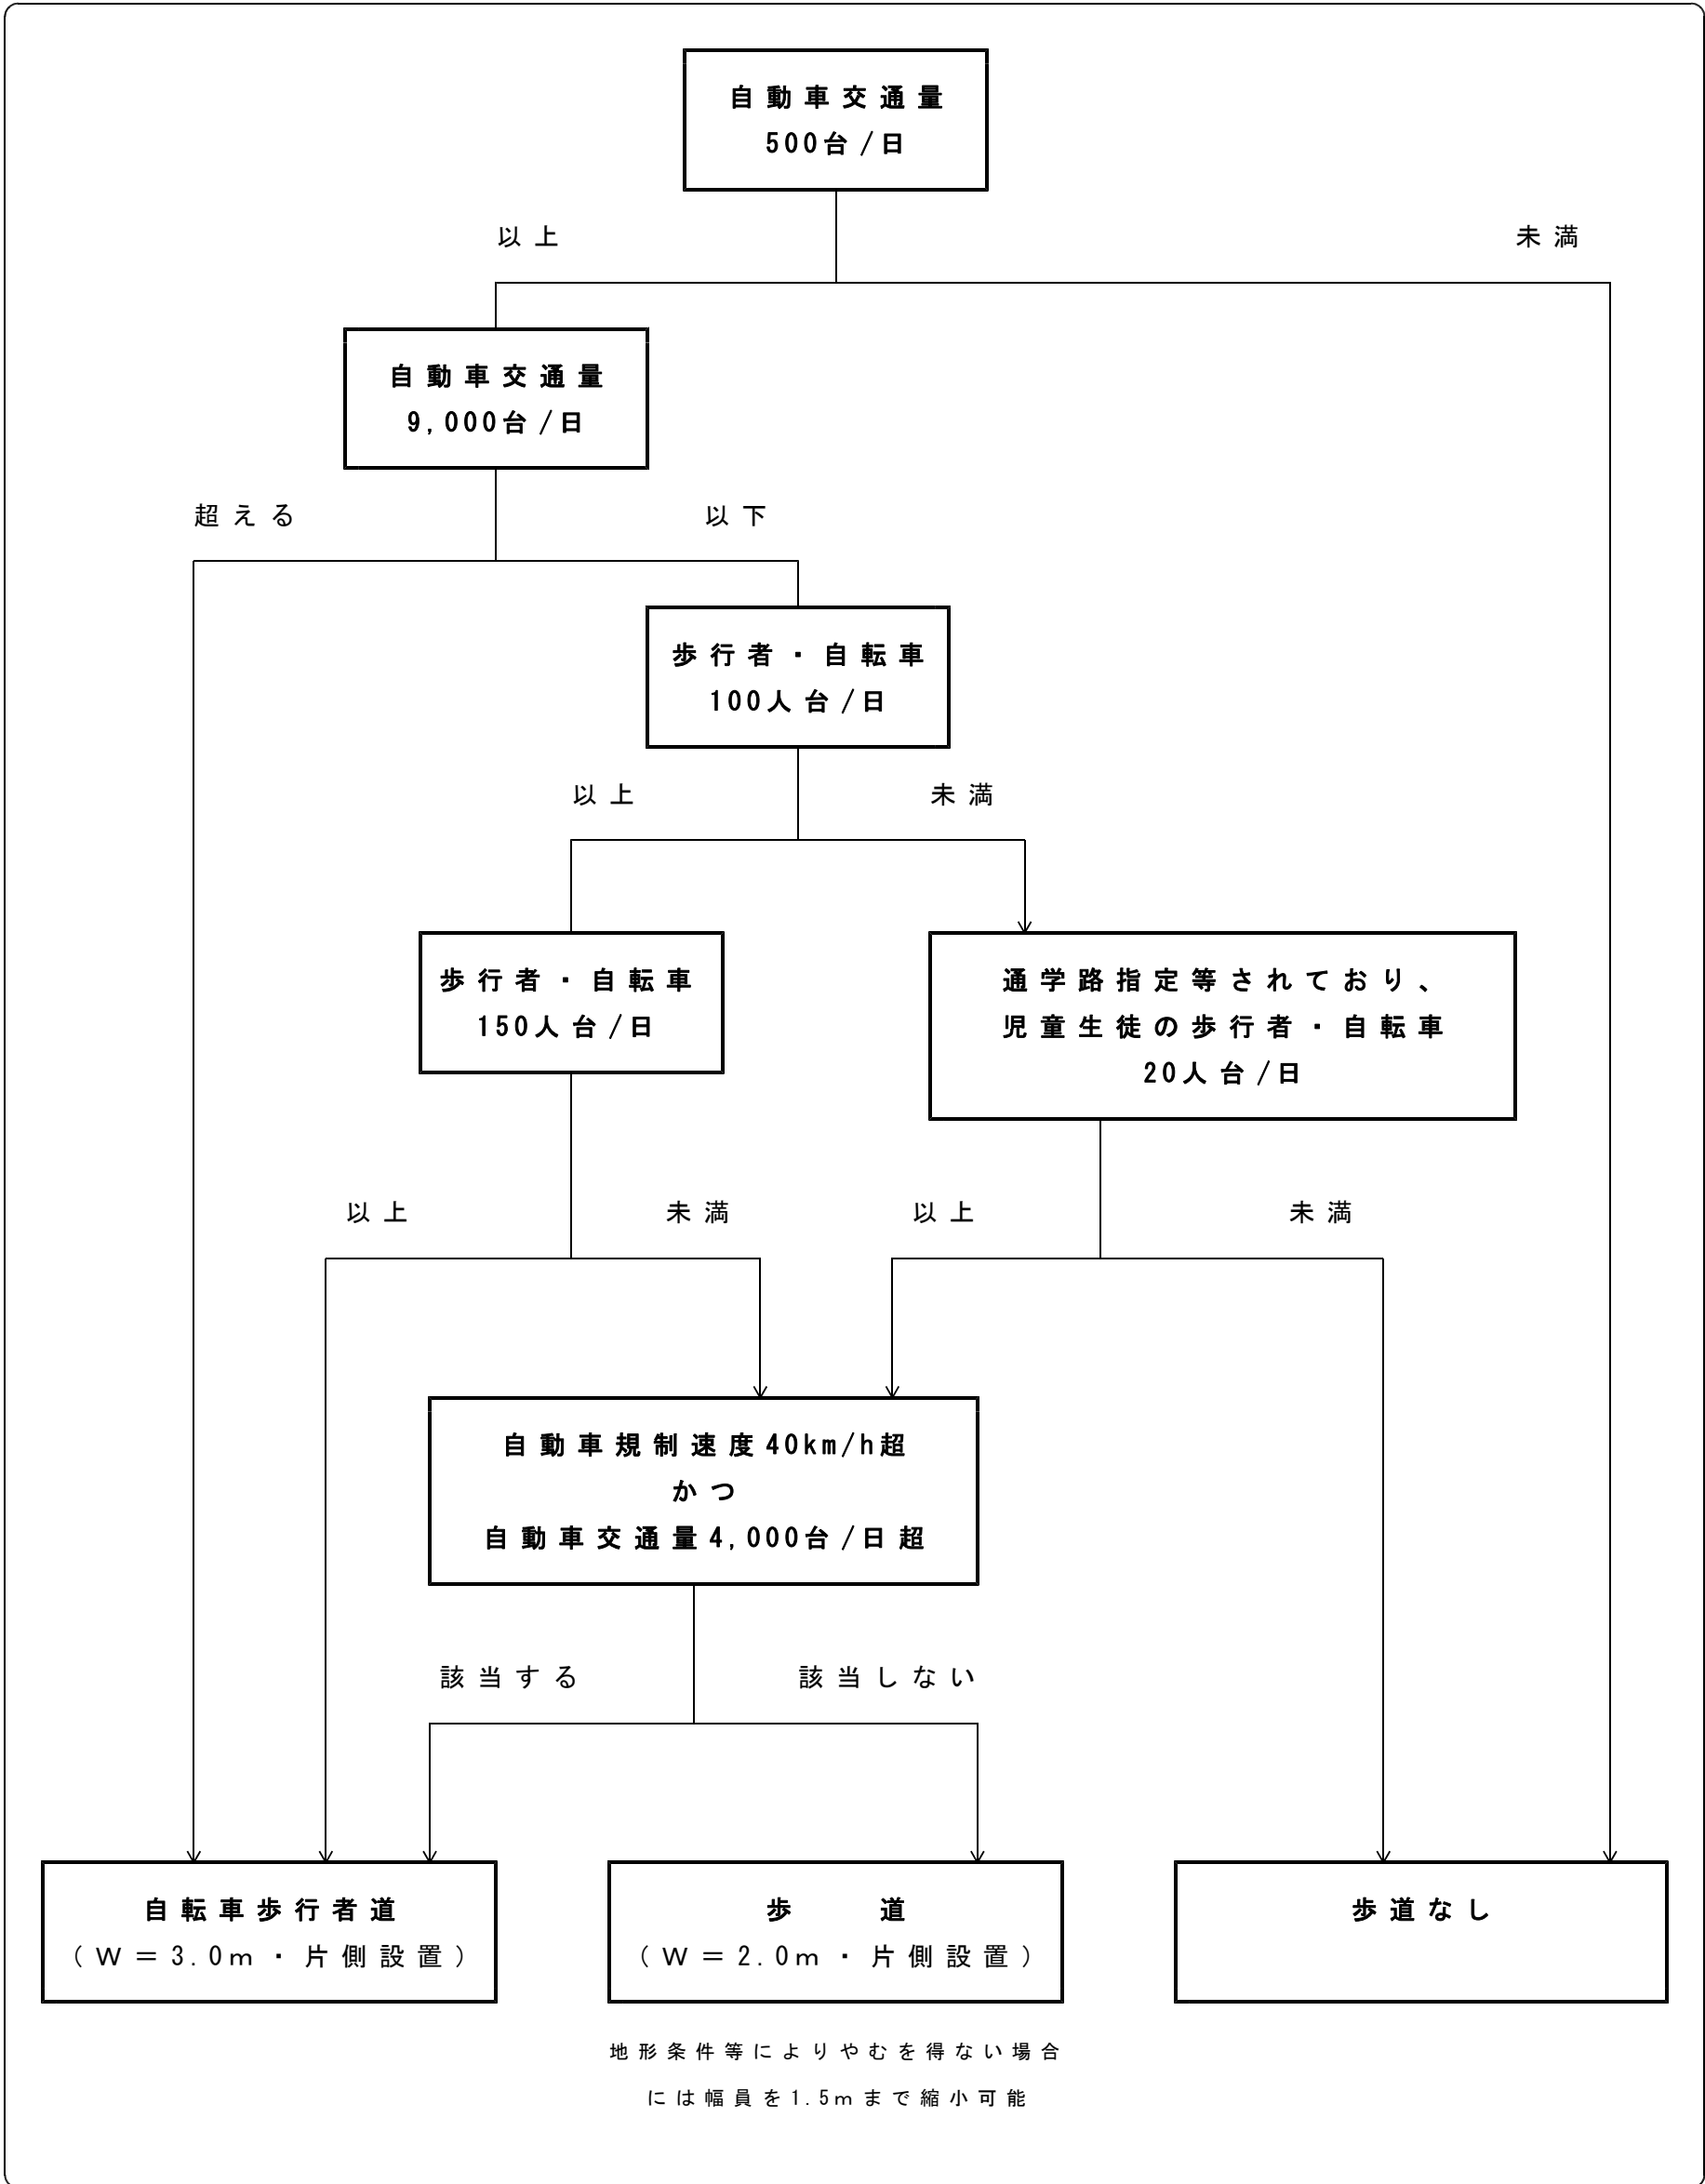 自動車交通量
500台/日
以上
未満
自動車交通量
9,000台/日
超える
以下
歩行者・自転車
100人台/日
以上
未満
歩行者・自転車
150人台/日
通学路指定等されており、
児童生徒の歩行者・自転車
20人台/日
以上
未満
以上
未満
自動車規制速度40km/h超
かつ
自動車交通量4,000台/日超
該当する
該当しない
自転車歩行者道
（W＝3.0m・片側設置）
歩　道
（W＝2.0m・片側設置）
歩道なし
地形条件等によりやむを得ない場合
には幅員を1.5mまで縮小可能